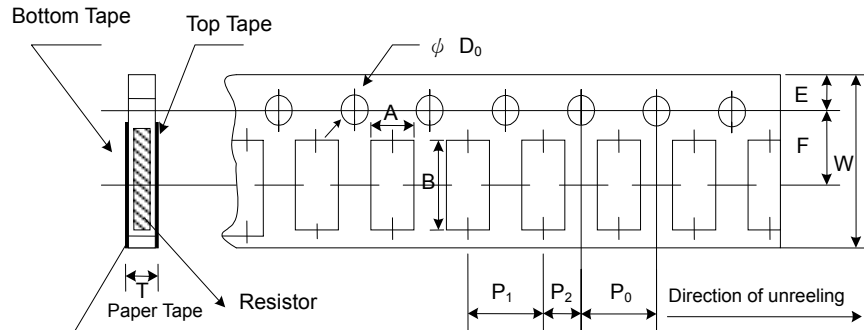 Bottom Tape
Top Tape
ψ D₀
E
A
F
W
B
T
P₁
P₂
P₀
Direction of unreeling
Resistor
Paper Tape